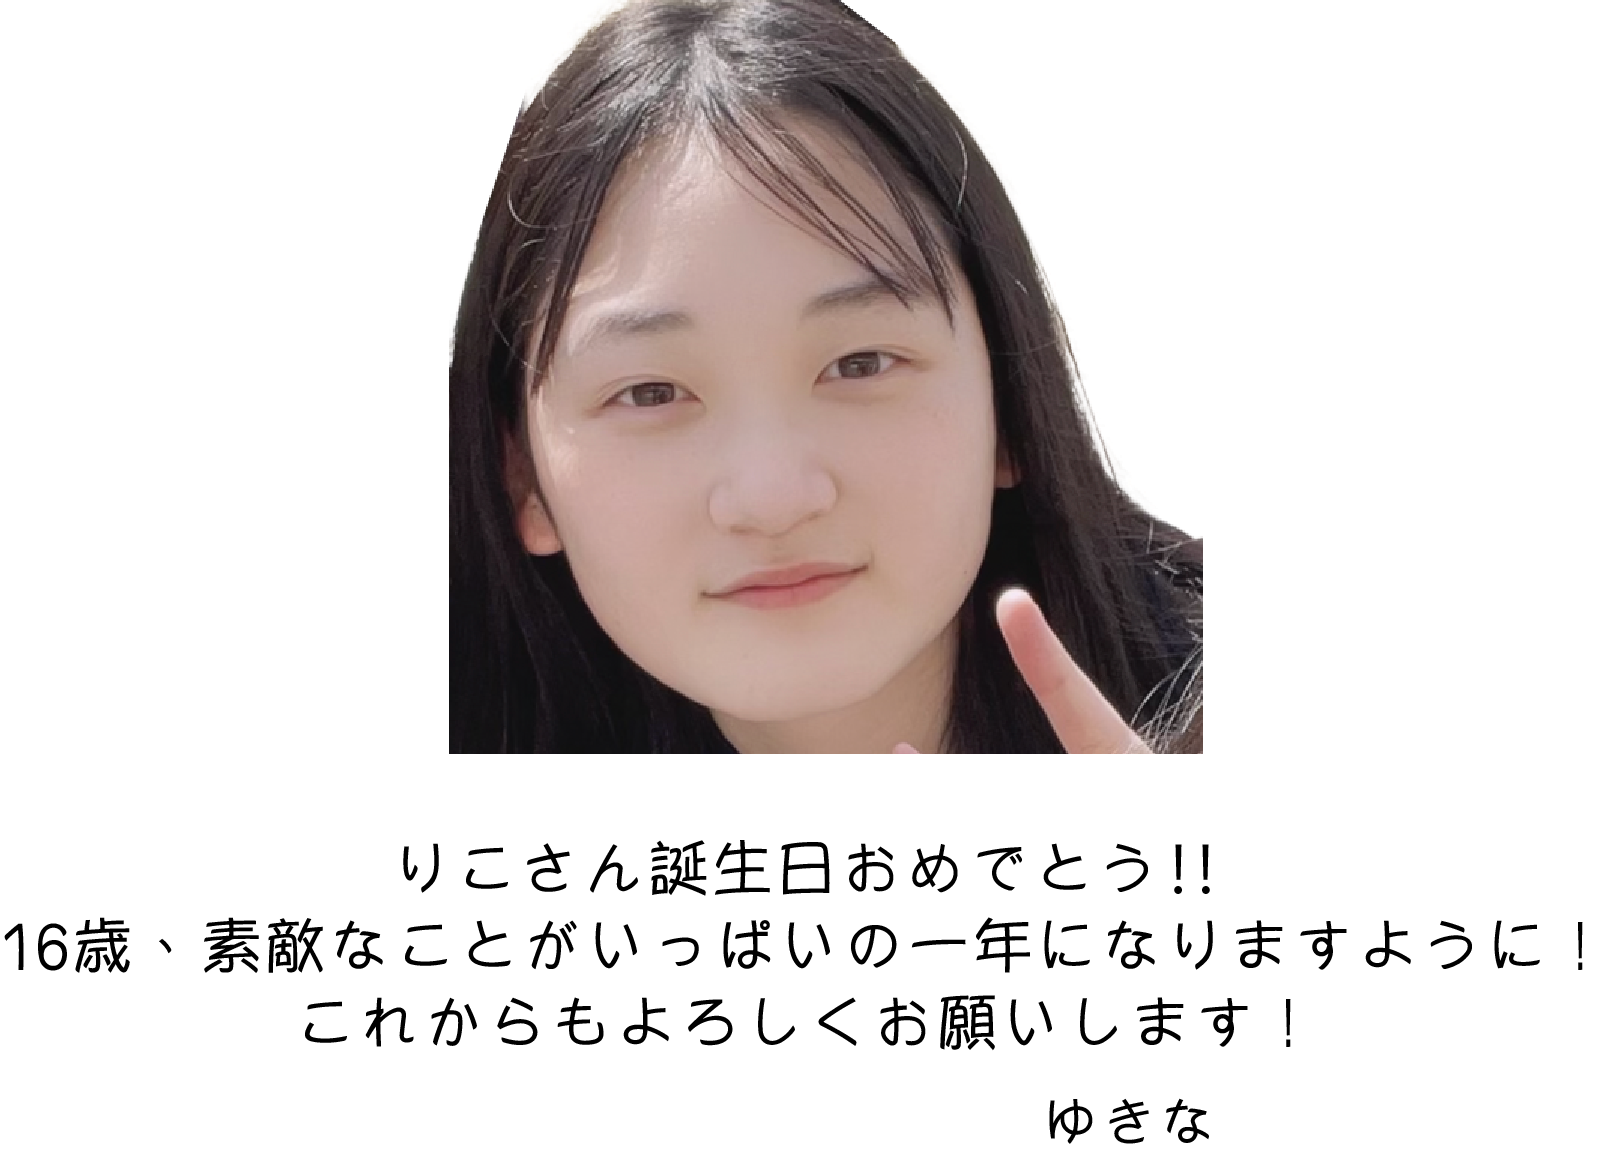 りこさん誕生日おめでとう!!
16歳、素敵なことがいっぱいの一年になりますように！
これからもよろしくお願いします！
ゆきな